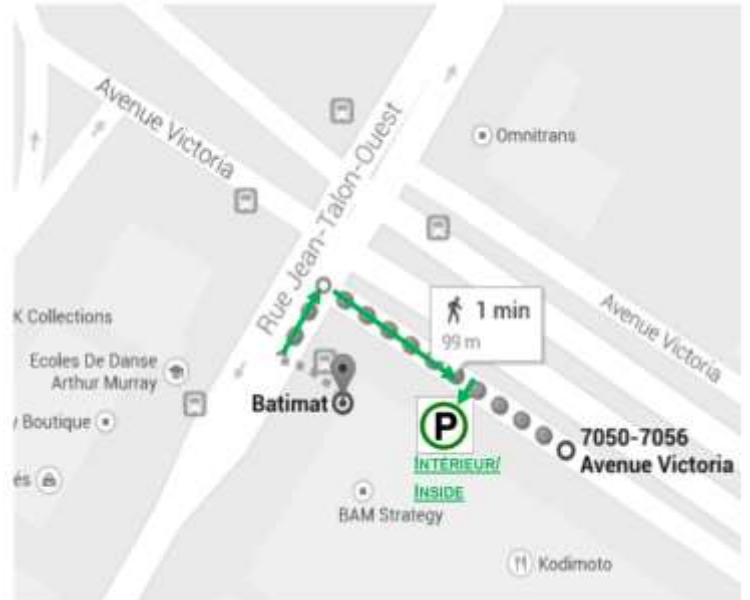 Avenue Victoria
Rue Jean-Talon-Ouest
Omnitrans
Avenue Victoria
K Collections
1 min
99 m
Ecoles De Danse
Arthur Murray
Batimat
Boutique
P
INTÉRIEUR/
INSIDE
7050-7056
Avenue Victoria
és
BAM Strategy
Kodimoto